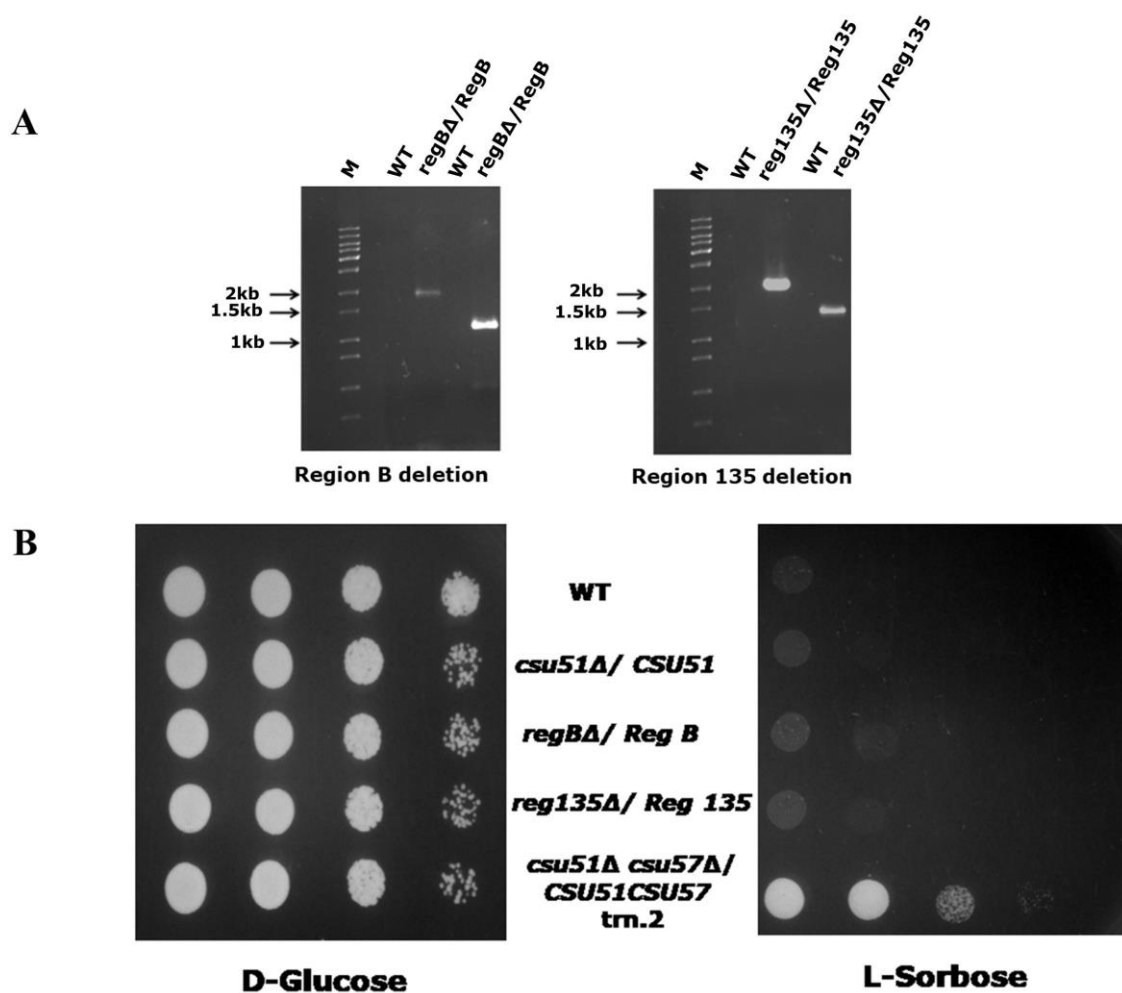 A
M
WT
regBΔ/RegB
WT
regBΔ/RegB
M
WT
reg135Δ/Reg135
WT
reg135Δ/Reg135
2kb
1.5kb
1kb
2kb
1.5kb
1kb
Region B deletion
Region 135 deletion
B
WT
csu51Δ/ CSU51
regBΔ/ Reg B
reg135Δ/ Reg 135
csu51Δ csu57Δ/
CSU51CSU57
trn.2
D-Glucose
L-Sorbose